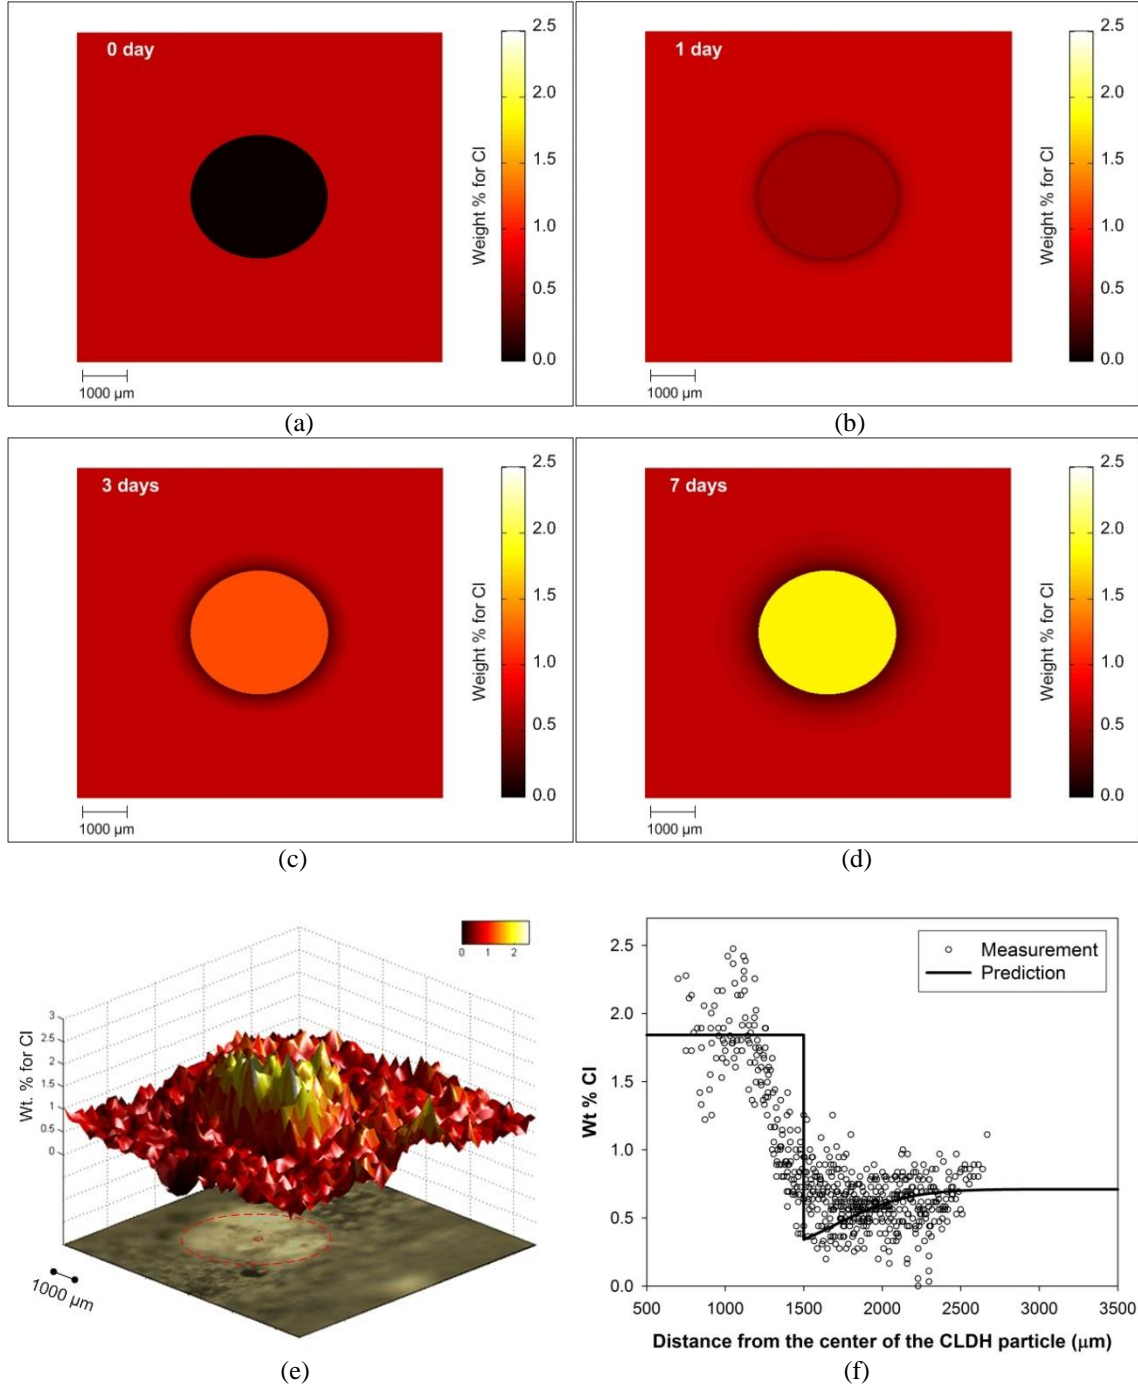 0 day
2.5
2.0
1.5
1.0
0.5
0.0
Weight % for Cl
1000 µm
(a)
1 day
2.5
2.0
1.5
1.0
0.5
0.0
Weight % for Cl
1000 µm
(b)
3 days
2.5
2.0
1.5
1.0
0.5
0.0
Weight % for Cl
1000 µm
(c)
7 days
2.5
2.0
1.5
1.0
0.5
0.0
Weight % for Cl
1000 µm
(d)
0 1 2
3
2.5
2
1.5
1
0.5
0
Wt. % for Cl
1000 µm
(e)
Measurement
Prediction
2.5
2.0
1.5
1.0
0.5
0.0
Wt % Cl
500 1000 1500 2000 2500 3000 3500
Distance from the center of the CLDH particle (µm)
(f)